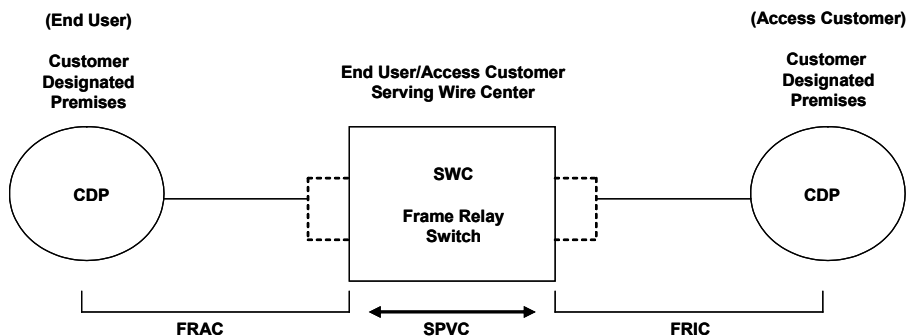 (End User)
Customer
Designated
Premises
End User/Access Customer
Serving Wire Center
(Access Customer)
Customer
Designated
Premises
CDP
SWC
Frame Relay
Switch
CDP
FRAC
SPVC
FRIC